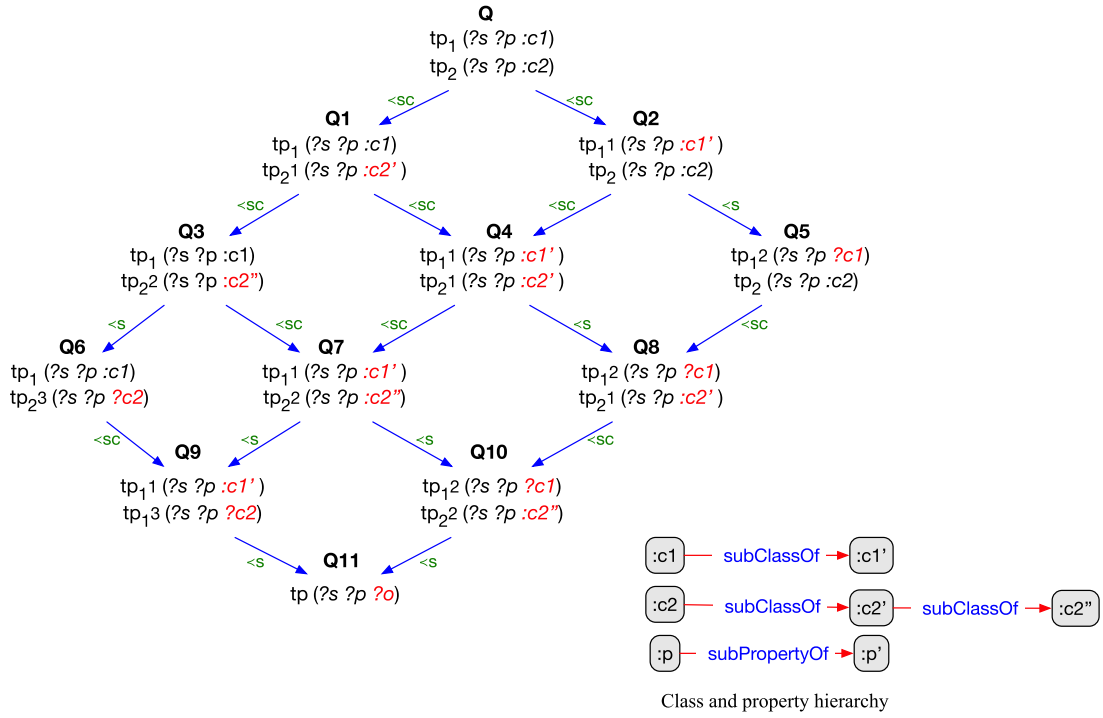 Q
tp1 (?s ?p :c1)
tp2 (?s ?p :c2)
<SC <SC
Q1 Q2
tp1 (?s ?p :c1) tp11 (?s ?p :c1’ )
tp21 (?s ?p :c2’ ) tp2 (?s ?p :c2)
<SC <SC <SC <S
Q3 Q4 Q5
tp1 (?s ?p :c1) tp11 (?s ?p :c1’ ) tp12 (?s ?p ?c1)
tp22 (?s ?p :c2”) tp21 (?s ?p :c2’ ) tp2 (?s ?p :c2)
<S <SC <SC <S <SC
Q6 Q7 Q8
tp1 (?s ?p :c1) tp11 (?s ?p :c1’ ) tp12 (?s ?p ?c1)
tp23 (?s ?p ?c2) tp22 (?s ?p :c2”) tp21 (?s ?p :c2’ )
<SC <S <S <SC
Q9 Q10
tp11 (?s ?p :c1’ ) tp12 (?s ?p ?c1)
tp13 (?s ?p ?c2) tp22 (?s ?p :c2”)
<S <S
Q11
tp (?s ?p ?o)
:c1 subClassOf :c1’
:c2 subClassOf :c2’ subClassOf :c2”
:p subPropertyOf :p’
Class and property hierarchy